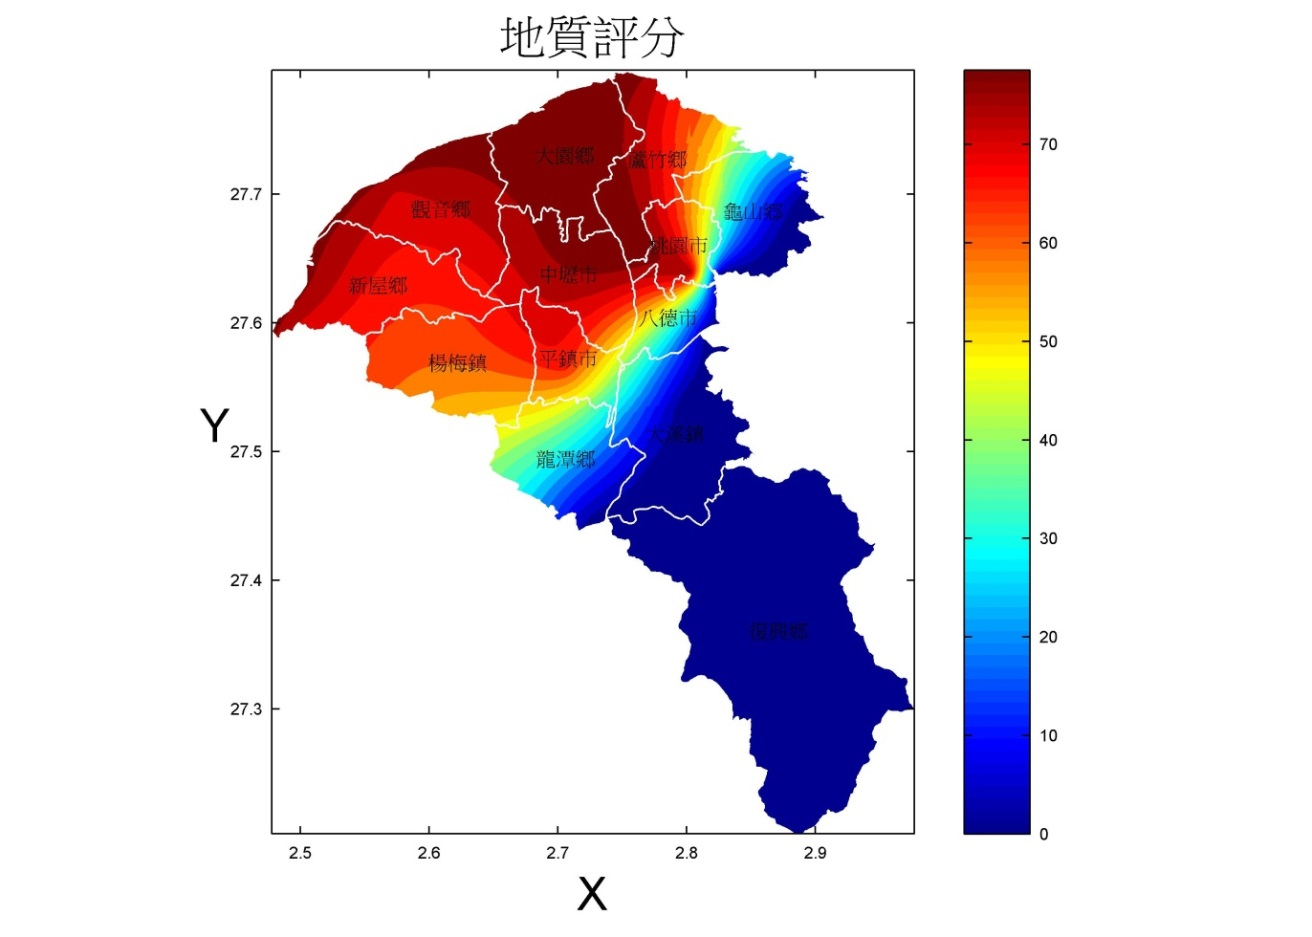 地質評分
大園鄉
蘆竹鄉
觀音鄉
龜山鄉
桃園市
中壢市
新屋鄉
八德市
楊梅鎮
平鎮市
大溪鎮
龍潭鄉
復興鄉
27.7
27.6
27.5
27.4
27.3
Y
2.5 2.6 2.7 2.8 2.9
X
70
60
50
40
30
20
10
0